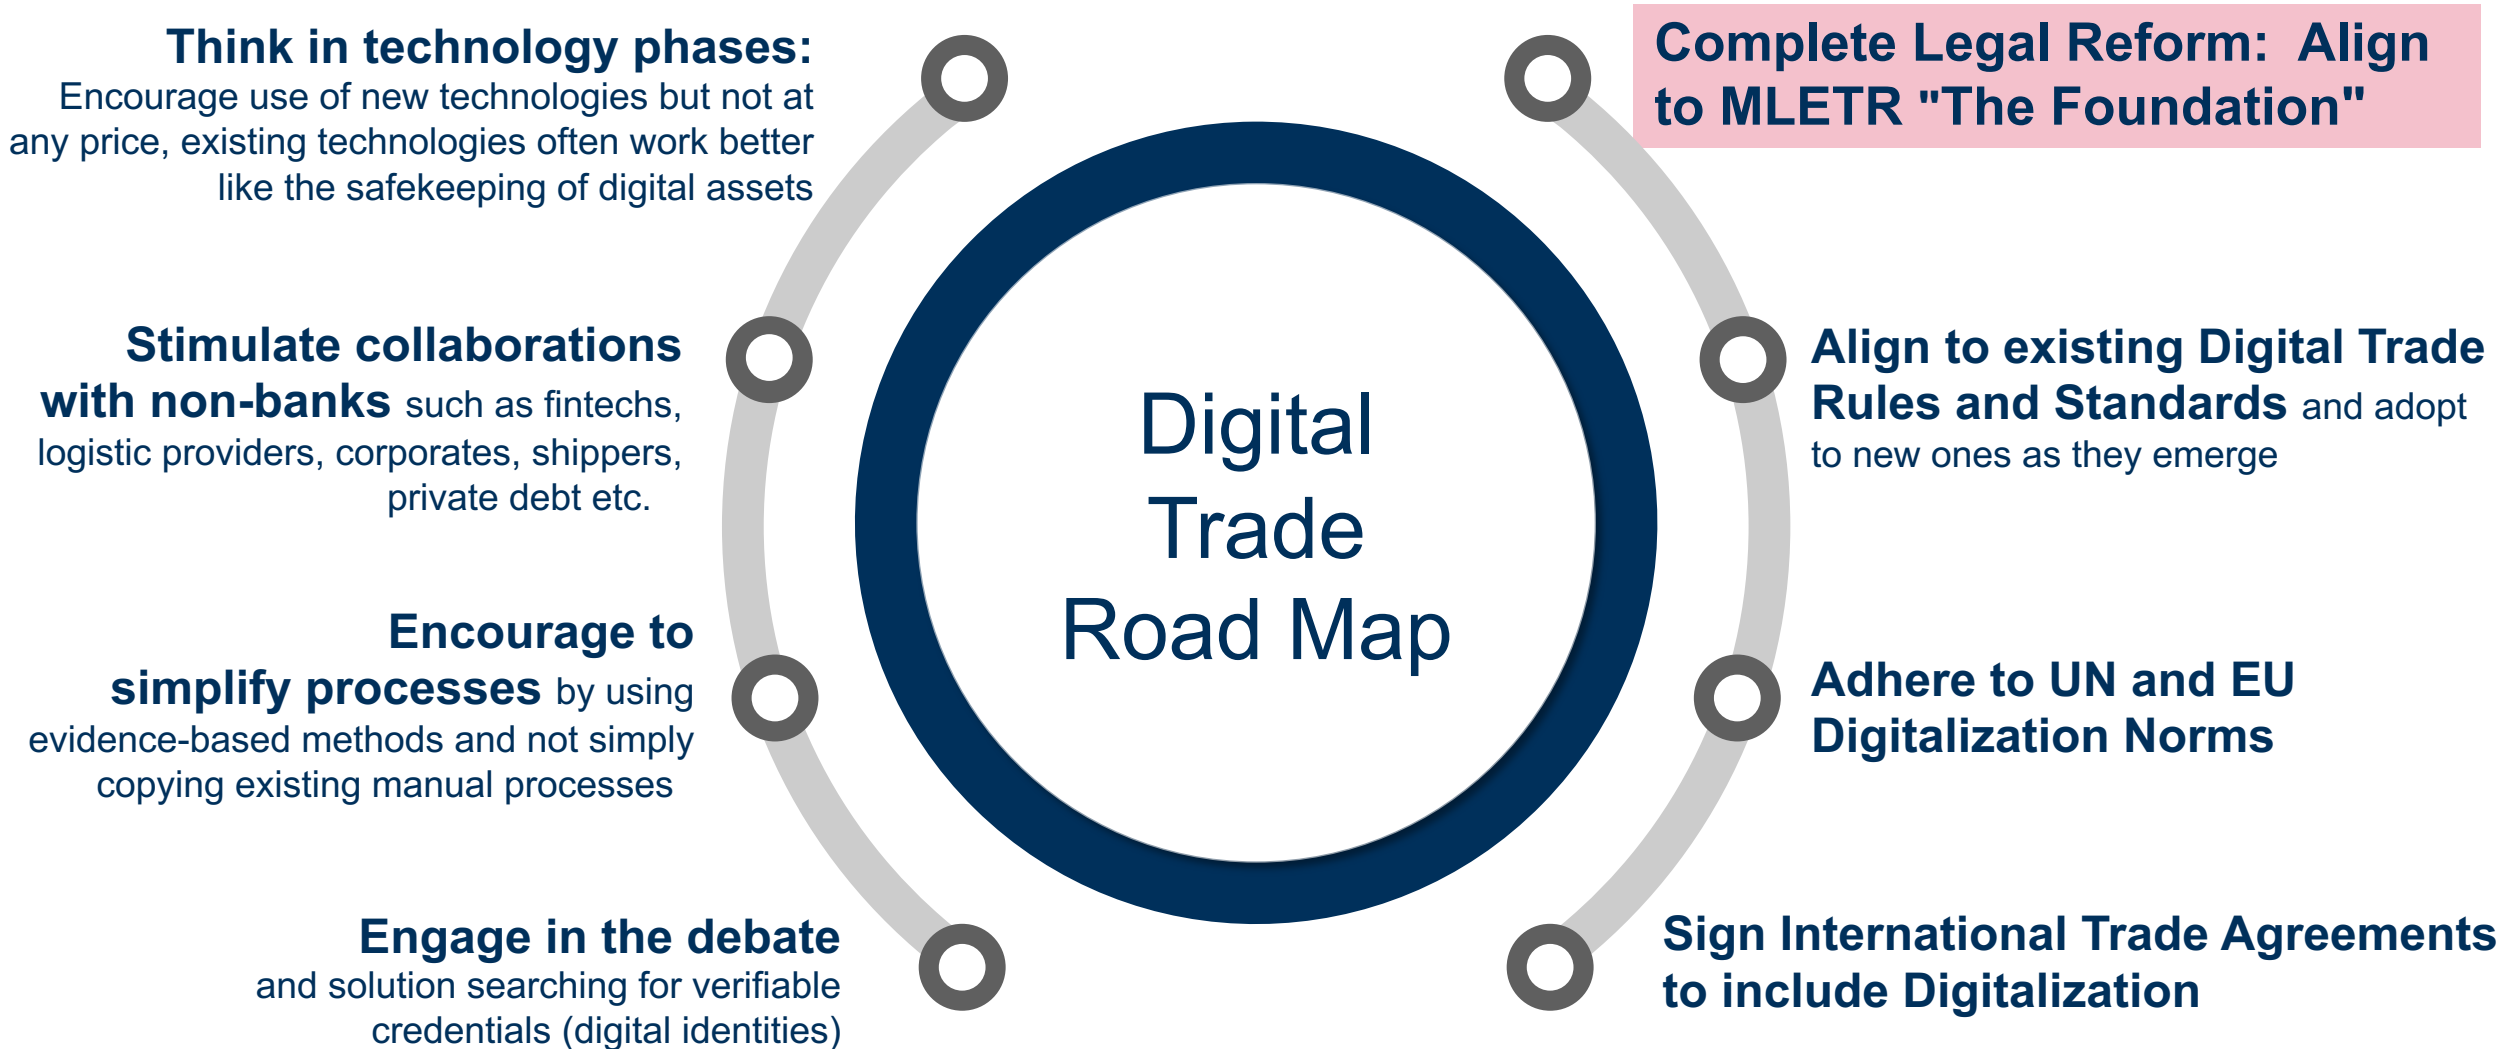 Think in technology phases:
Encourage use of new technologies but not at
any price, existing technologies often work better
like the safekeeping of digital assets
Stimulate collaborations
with non-banks such as fintechs,
logistic providers, corporates, shippers,
private debt etc.
Encourage to
simplify processes by using
evidence-based methods and not simply
copying existing manual processes
Engage in the debate
and solution searching for verifiable
credentials (digital identities)
Digital
Trade
Road Map
Complete Legal Reform:  Align
to MLETR "The Foundation"
Align to existing Digital Trade
Rules and Standards and adopt
to new ones as they emerge
Adhere to UN and EU
Digitalization Norms
Sign International Trade Agreements
to include Digitalization